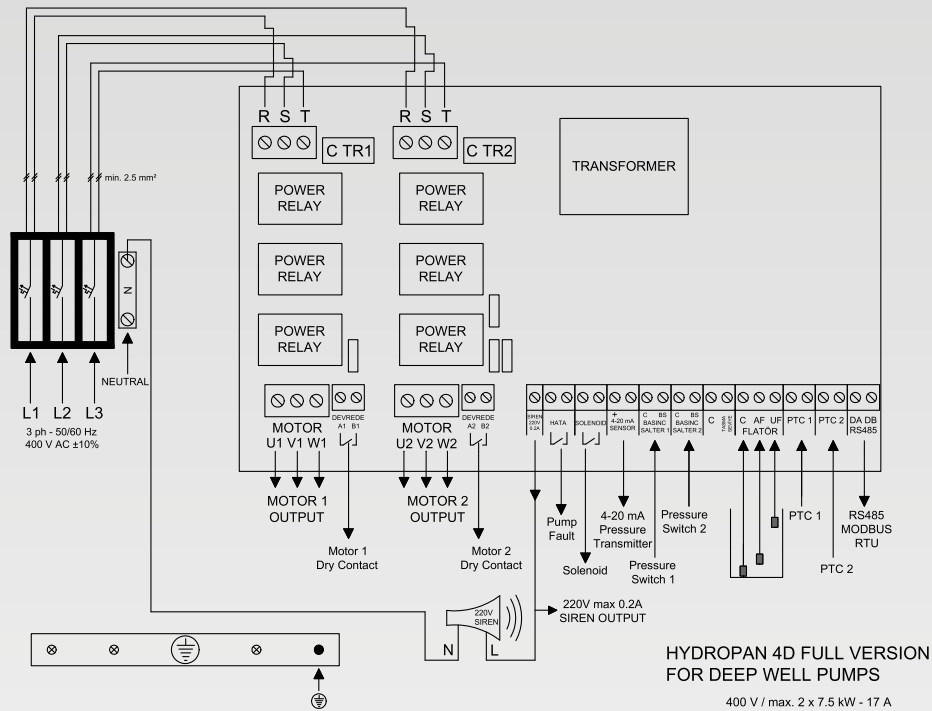 R S T
R S T
C TR1
C TR2
TRANSFORMER
POWER
RELAY
POWER
RELAY
min. 2.5 mm²
POWER
RELAY
POWER
RELAY
N
POWER
RELAY
POWER
RELAY
NEUTRAL
L1 L2 L3
3 ph - 50/60 Hz
400 V AC ±10%
MOTOR
U1 V1 W1
DEVREDE
A1 B1
MOTOR
U2 V2 W2
DEVREDE
A2 B2
SIREN
220V
0.2A
HATA
SOLENOID
+
4-20 mA
SENSOR
C BS
BASINC
SALTER 1
C BS
BASINC
SALTER 2
C
TASMA
SEVIYE
C AF UF
FLATÖR
PTC 1
PTC 2
DA DB
RS485
MOTOR 1
OUTPUT
MOTOR 2
OUTPUT
Motor 1
Dry Contact
Motor 2
Dry Contact
Pump
Fault
Solenoid
4-20 mA
Pressure
Transmitter
Pressure
Switch 1
Pressure
Switch 2
PTC 1
PTC 2
RS485
MODBUS
RTU
220V
SIREN
N L
220V max 0.2A
SIREN OUTPUT
HYDROPAN 4D FULL VERSION
FOR DEEP WELL PUMPS
400 V / max. 2 x 7.5 kW - 17 A